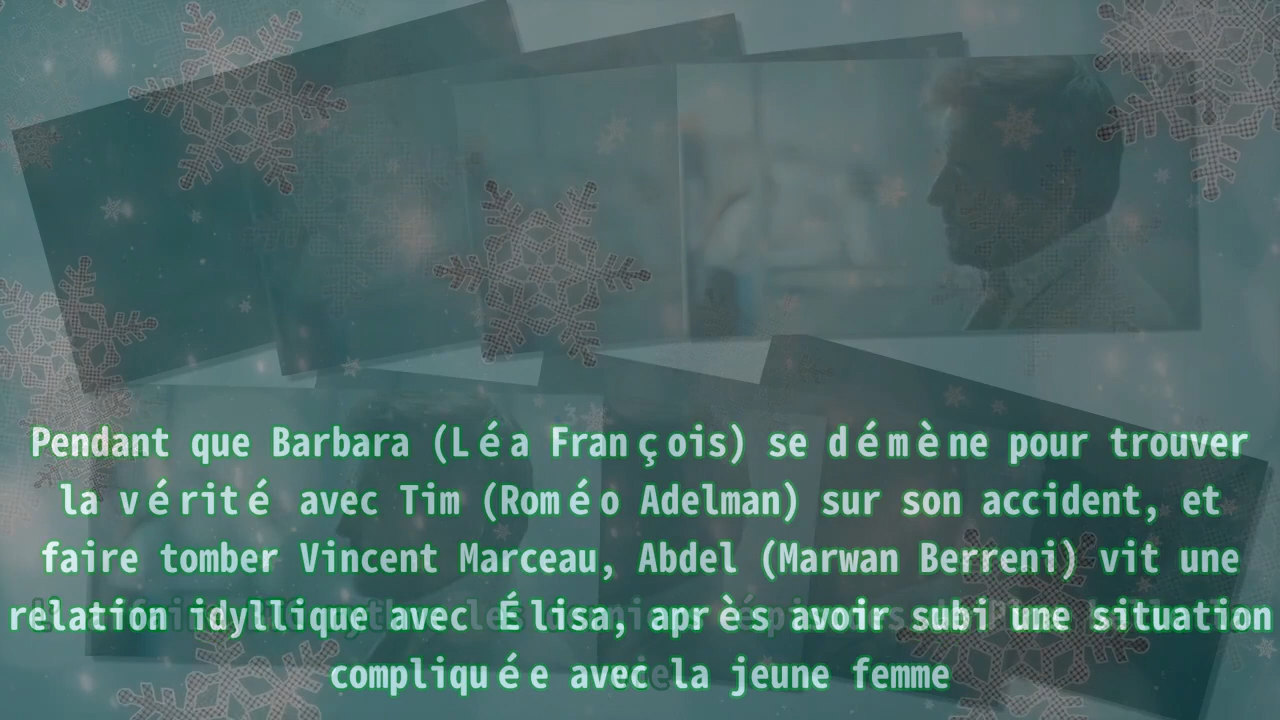 Pendant que Barbara (Léa François) se démène pour trouver
la vérité avec Tim (Roméo Adelman) sur son accident, et
faire tomber Vincent Marceau, Abdel (Marwan Berreni) vit une
relation idyllique avec Élisa, après avoir subi une situation
compliquée avec la jeune femme